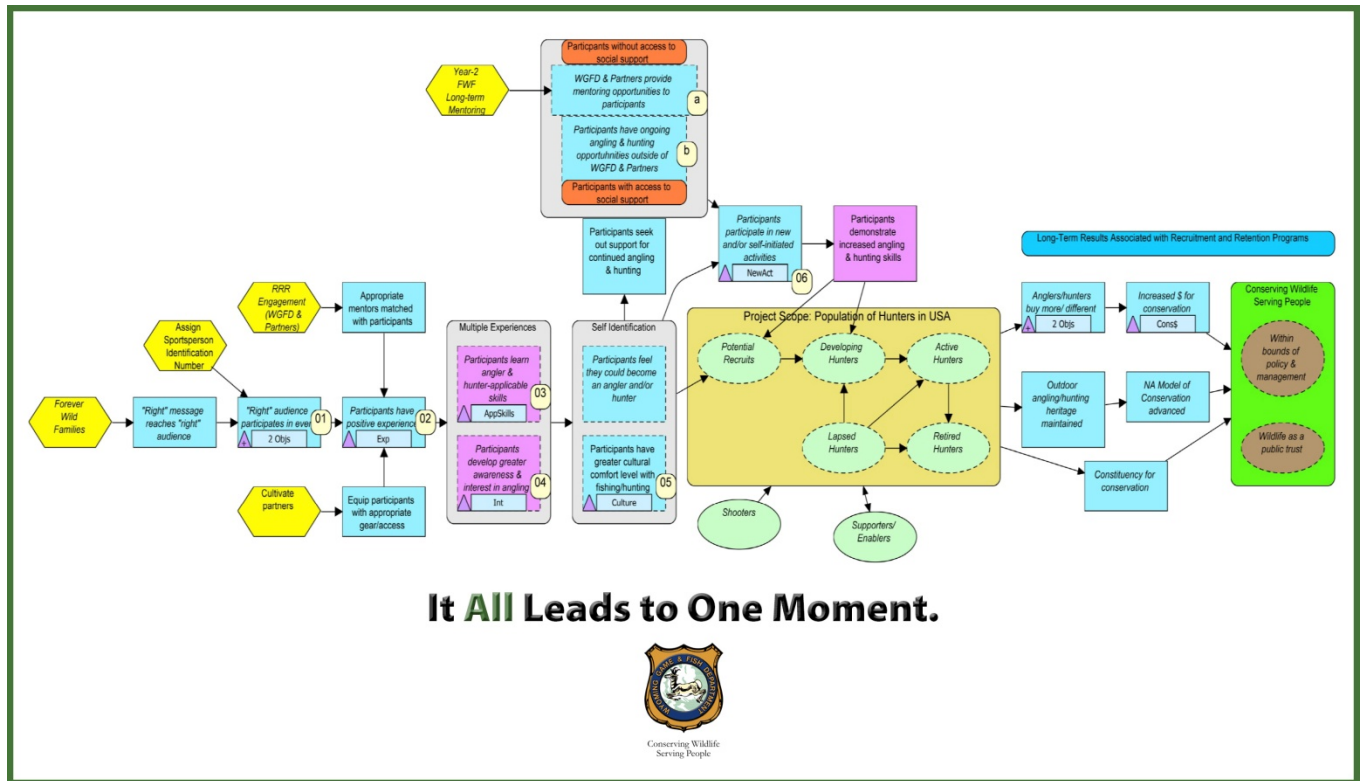 Particpants without access to
social support
Year-2
FWF
Long-term
Mentoring
WGFD & Partners provide
mentoring opportunities to
participants
a
Participants have ongoing
angling & hunting
opportuhnities outside of
WGFD & Partners
b
Participants with access to
social support
Participants seek
out support for
continued angling
& hunting
Participants
participate in new
and/or self-initiated
activities
NewAct
06
Participants
demonstrate
increased angling
& hunting skills
Long-Term Results Associated with Recruitment and Retention Programs
RRR
Engagement
(WGFD &
Partners)
Appropriate
mentors matched
with participants
Assign
Sportsperson
Identification
Number
Forever
Wild
Families
"Right" message
reaches "right"
audience
"Right" audience
participates in even
2 Objs
01
Participants have
positive experience
Exp
02
Cultivate
partners
Equip participants
with appropriate
gear/access
Multiple Experiences
Participants learn
angler &
hunter-applicable
skills
AppSkills
03
Participants
develop greater
awareness &
interest in angling
Int
04
Self Identification
Participants feel
they could become
an angler and/or
hunter
Participants have
greater cultural
comfort level with
fishing/hunting
Culture
05
Project Scope: Population of Hunters in USA
Potential
Recruits
Developing
Hunters
Active
Hunters
Lapsed
Hunters
Retired
Hunters
Shooters
Supporters/
Enablers
Anglers/hunters
buy more/ different
2 Objs
Increased $ for
conservation
Cons$
Outdoor
angling/hunting
heritage
maintained
NA Model of
Conservation
advanced
Constituency for
conservation
Conserving Wildlife
Serving People
Within
bounds of
policy &
management
Wildlife as a
public trust
It All Leads to One Moment.
WYOMING GAME & FISH DEPARTMENT
Conserving Wildlife
Serving People